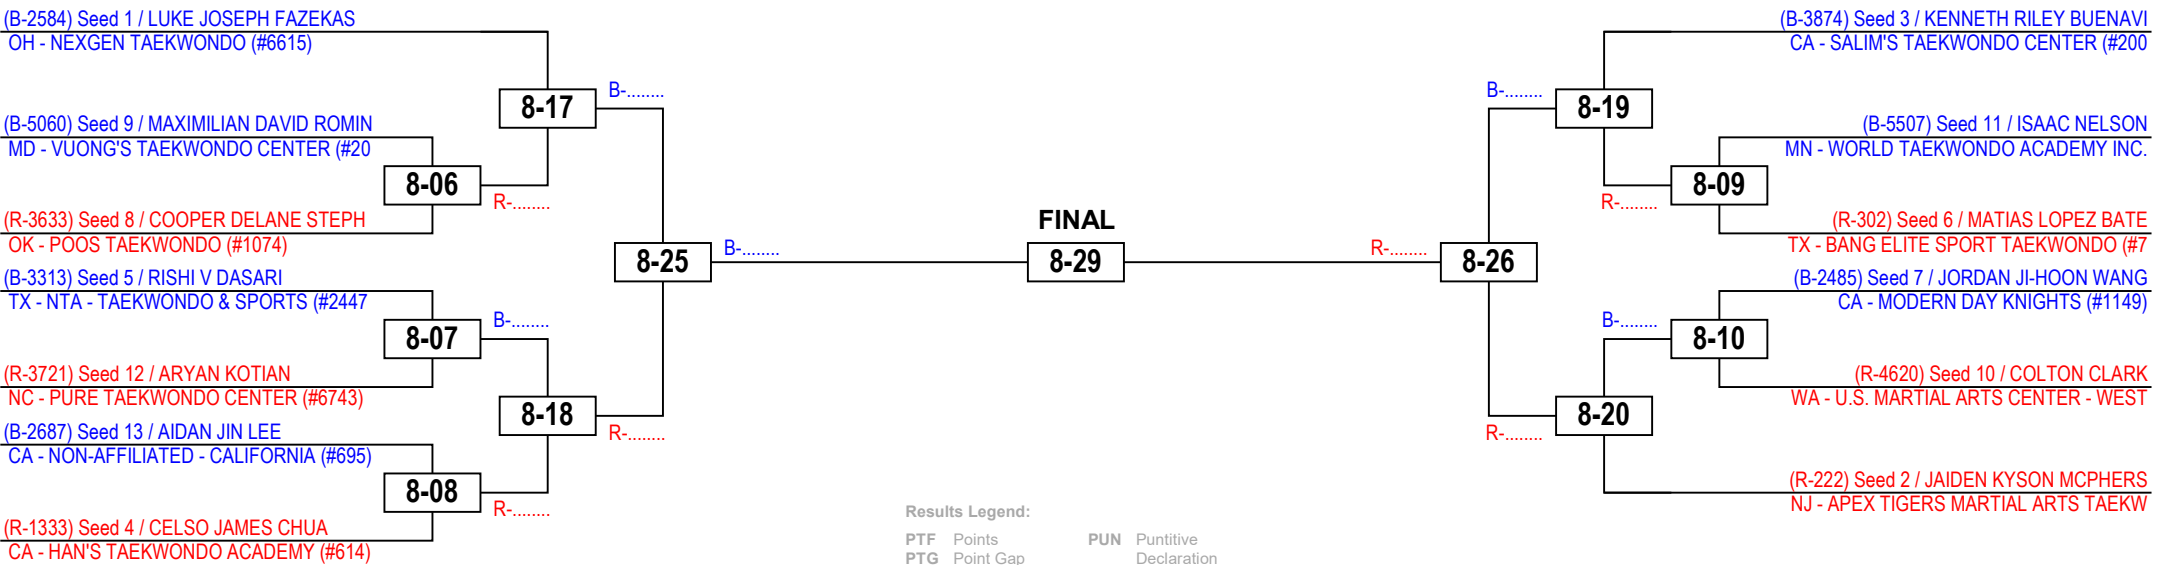 (B-2584) Seed 1 / LUKE JOSEPH FAZEKAS
OH - NEXGEN TAEKWONDO (#6615)
8-17
B-........
(B-5060) Seed 9 / MAXIMILIAN DAVID ROMIN
MD - VUONG'S TAEKWONDO CENTER (#20
8-06
R-........
(R-3633) Seed 8 / COOPER DELANE STEPH
OK - POOS TAEKWONDO (#1074)
8-25
B-........
(B-3313) Seed 5 / RISHI V DASARI
TX - NTA - TAEKWONDO & SPORTS (#2447
8-07
B-........
(R-3721) Seed 12 / ARYAN KOTIAN
NC - PURE TAEKWONDO CENTER (#6743)
8-18
R-........
(B-2687) Seed 13 / AIDAN JIN LEE
CA - NON-AFFILIATED - CALIFORNIA (#695)
8-08
R-........
(R-1333) Seed 4 / CELSO JAMES CHUA
CA - HAN'S TAEKWONDO ACADEMY (#614)
FINAL
8-29
(B-3874) Seed 3 / KENNETH RILEY BUENAVI
CA - SALIM'S TAEKWONDO CENTER (#200
B-........
8-19
(B-5507) Seed 11 / ISAAC NELSON
MN - WORLD TAEKWONDO ACADEMY INC.
8-09
R-........
(R-302) Seed 6 / MATIAS LOPEZ BATE
TX - BANG ELITE SPORT TAEKWONDO (#7
R-........
8-26
(B-2485) Seed 7 / JORDAN JI-HOON WANG
CA - MODERN DAY KNIGHTS (#1149)
B-........
8-10
(R-4620) Seed 10 / COLTON CLARK
WA - U.S. MARTIAL ARTS CENTER - WEST
8-20
R-........
(R-222) Seed 2 / JAIDEN KYSON MCPHERS
NJ - APEX TIGERS MARTIAL ARTS TAEKW
Results Legend:
PTF Points
PTG Point Gap
PUN Puntitive
Declaration